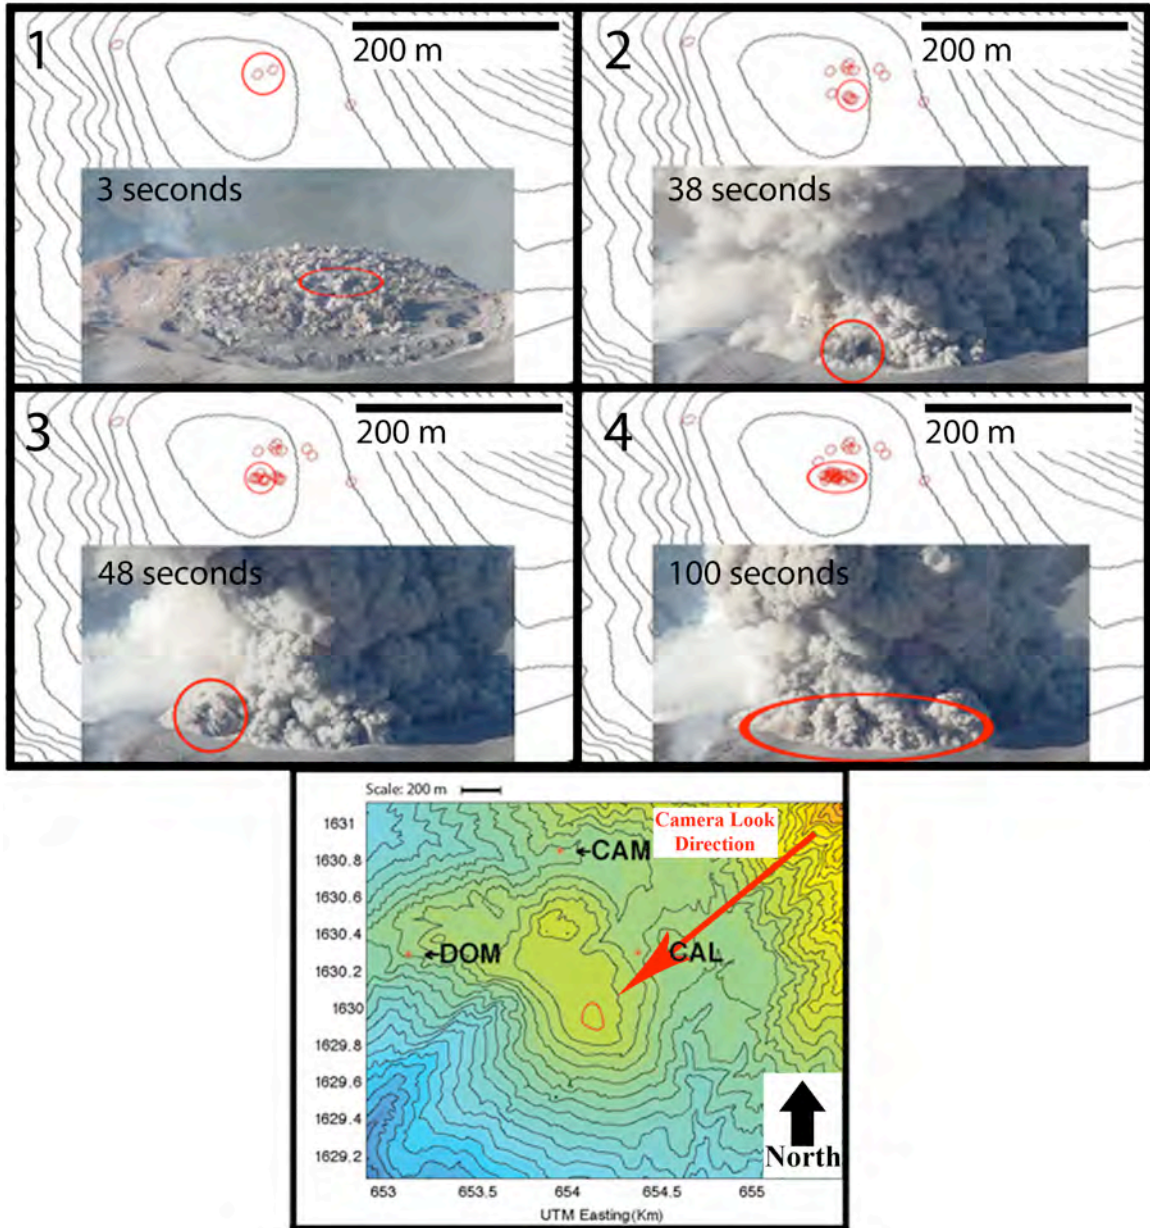 1
200 m
3 seconds
2
200 m
38 seconds
3
200 m
48 seconds
4
200 m
100 seconds
Scale: 200 m
1631
1630.8
1630.6
1630.4
1630.2
1630
1629.8
1629.6
1629.4
1629.2
CAM
Camera Look
Direction
DOM
CAL
North
653
653.5
654
654.5
655
UTM Easting(Km)